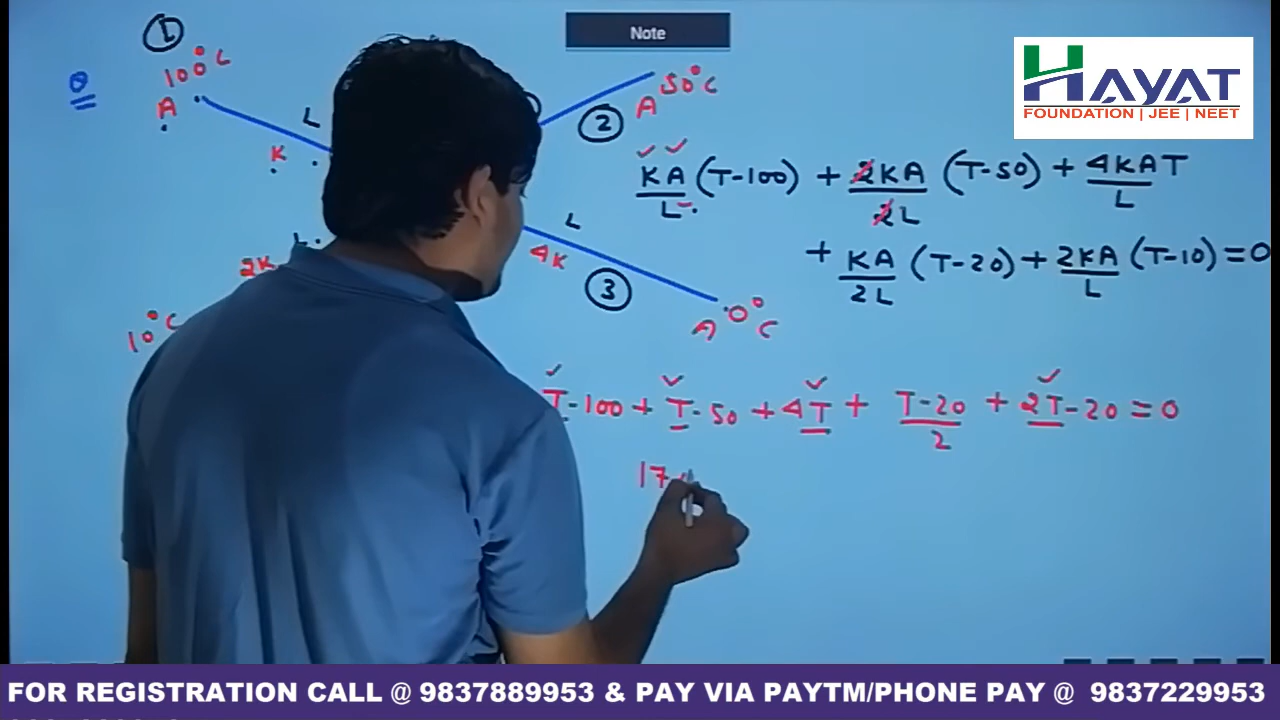 Note
①
Q
100°C
A
L
K
50°C
A
②
HAYAT
FOUNDATION | JEE | NEET
KA/L (T-100) + 2KA/2L (T-50) + 4KAT/L
+ KA/2L (T-20) + 2KA/L (T-10) = 0
L
2K
L
4K
③
10°C
A 0°C
T-100 + T-50 + 4T + T-20/2 + 2T-20 = 0
17
FOR REGISTRATION CALL @ 9837889953 & PAY VIA PAYTM/PHONE PAY @ 9837229953